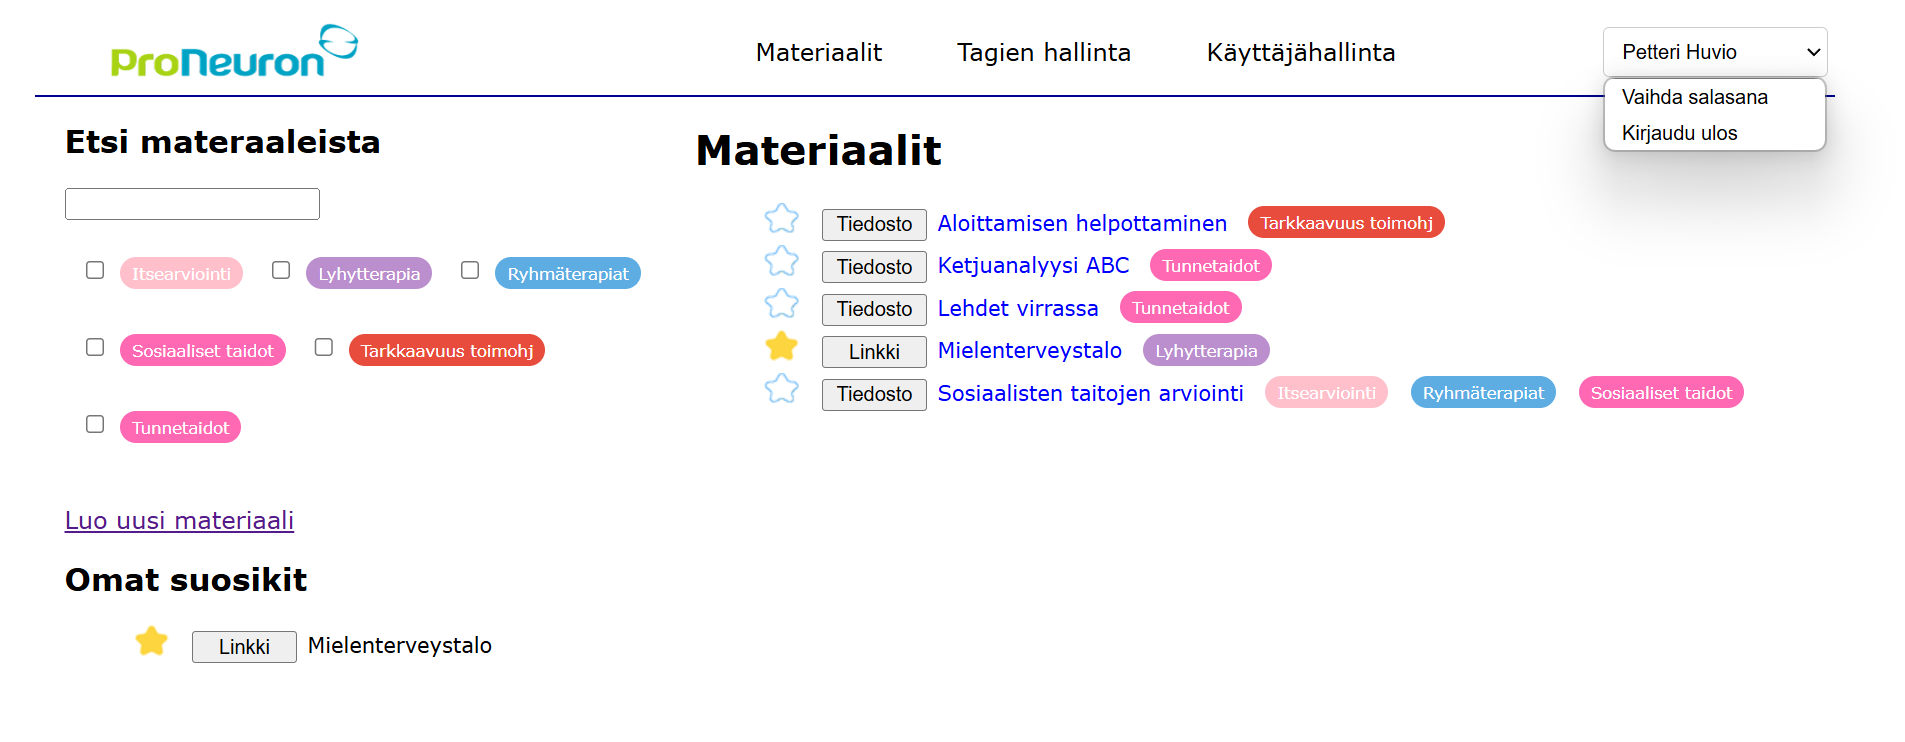 ProNeuron
Materiaalit Tagien hallinta Käyttäjähallinta
Petteri Huvio
Vaihda salasana
Kirjaudu ulos
Etsi materaaleista
Itsearviointi Lyhytterapia Ryhmäterapiat
Sosiaaliset taidot Tarkkaavuus toimohj
Tunnetaidot
Luo uusi materiaali
Omat suosikit
Linkki Mielenterveystalo
Materiaalit
Tiedosto Aloittamisen helpottaminen Tarkkaavuus toimohj
Tiedosto Ketjuanalyysi ABC Tunnetaidot
Tiedosto Lehdet virrassa Tunnetaidot
Linkki Mielenterveystalo Lyhytterapia
Tiedosto Sosiaalisten taitojen arviointi Itsearviointi Ryhmäterapiat Sosiaaliset taidot